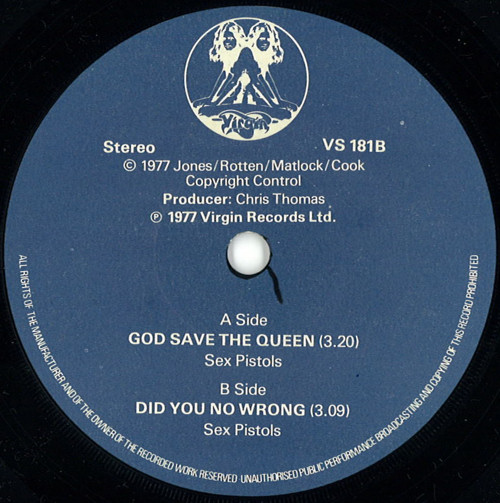 Virgin
Stereo VS 181B
© 1977 Jones/Rotten/Matlock/Cook
Copyright Control
Producer: Chris Thomas
℗ 1977 Virgin Records Ltd.
A Side
GOD SAVE THE QUEEN (3.20)
Sex Pistols
B Side
DID YOU NO WRONG (3.09)
Sex Pistols
ALL RIGHTS OF THE MANUFACTURER AND OF THE OWNER OF THE RECORDED WORK RESERVED UNAUTHORISED PUBLIC PERFORMANCE BROADCASTING AND COPYING OF THIS RECORD PROHIBITED